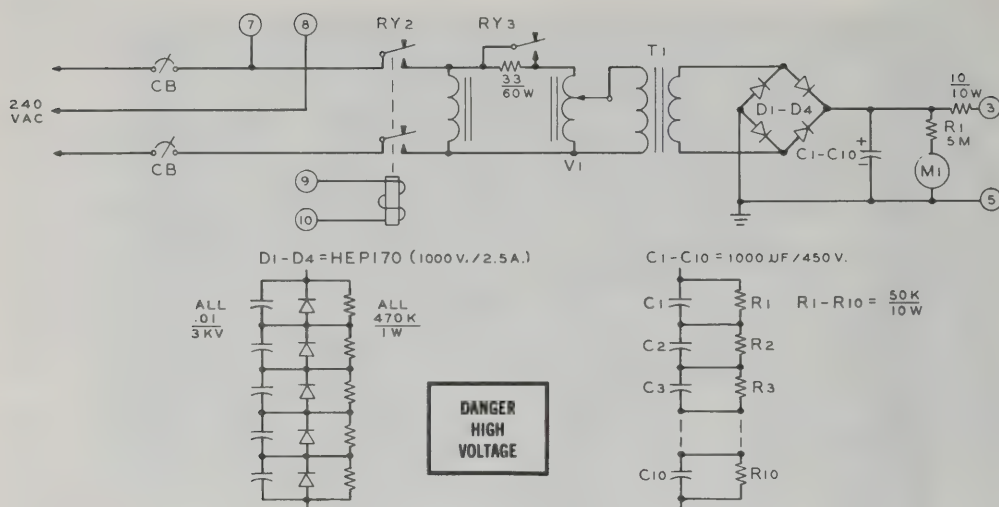 7
8
RY2
RY3
T1
33
60W
10
10W
3
CB
240
VAC
D1-D4
R1
5M
C1-C10
+
−
M1
CB
V1
5
9
10
D1-D4=HEP170 (1000V./2.5A.)
C1-C10=1000 UF/450V.
ALL
.01
3KV
ALL
470K
1W
C1
R1
R1-R10 = 50K
10W
C2
R2
C3
R3
DANGER
HIGH
VOLTAGE
C10
R10